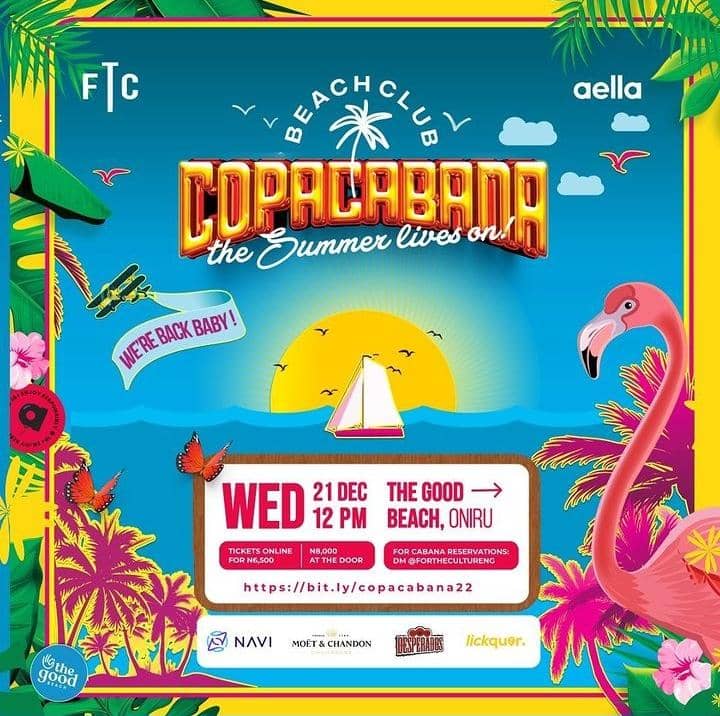 FTC
aella
BEACH CLUB
COPACABANA
the Summer lives on!
WE'RE BACK BABY!
WED
21 DEC
12 PM
THE GOOD →
BEACH, ONIRU
TICKETS ONLINE
FOR N6,500
N8,000
AT THE DOOR
FOR CABANA RESERVATIONS:
DM @FORTHECULTURENG
https://bit.ly/copacabana22
NAVI
MOËT & CHANDON
DESPERADOS
lickquor.
the
good
BEACH